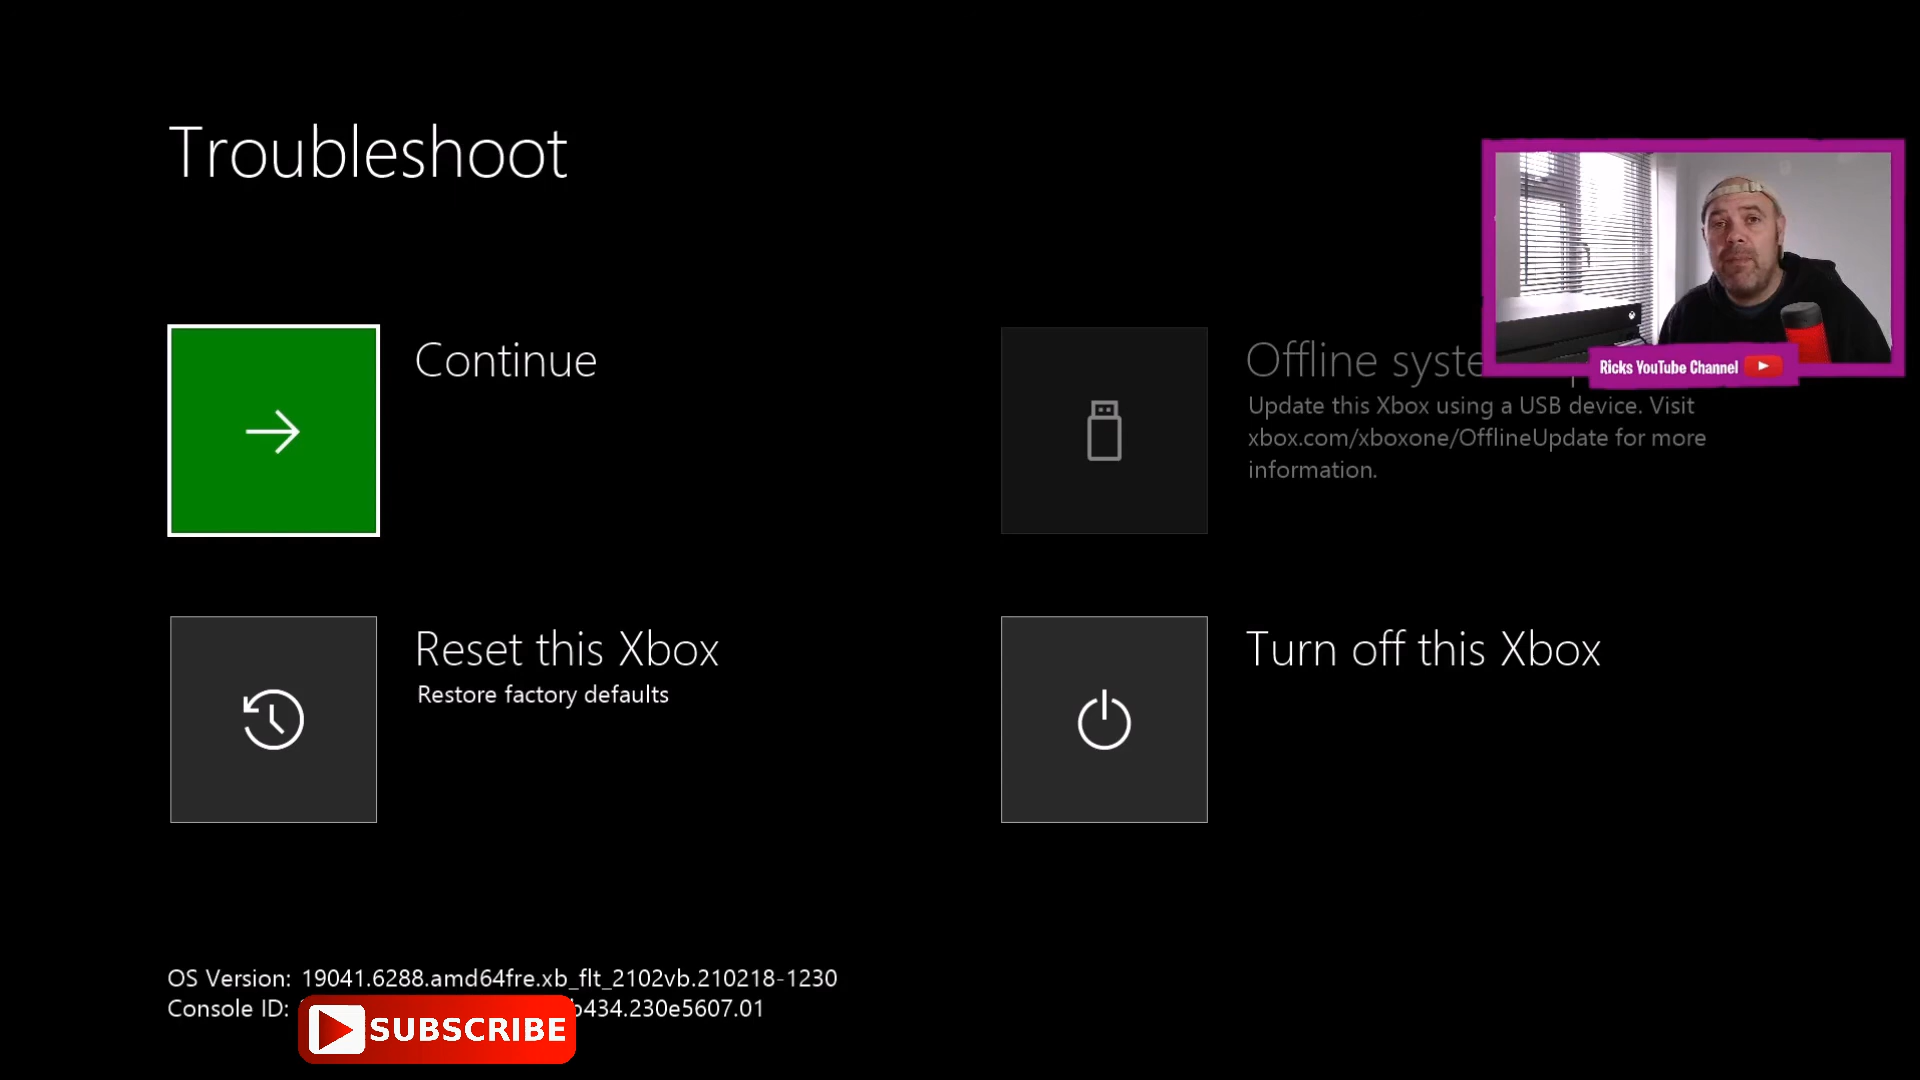 Troubleshoot
Continue
Offline syste
Update this Xbox using a USB device. Visit
xbox.com/xboxone/OfflineUpdate for more
information.
Ricks YouTube Channel
Reset this Xbox
Restore factory defaults
Turn off this Xbox
OS Version: 19041.6288.amd64fre.xb_flt_2102vb.210218-1230
Console ID: b434.230e5607.01
SUBSCRIBE